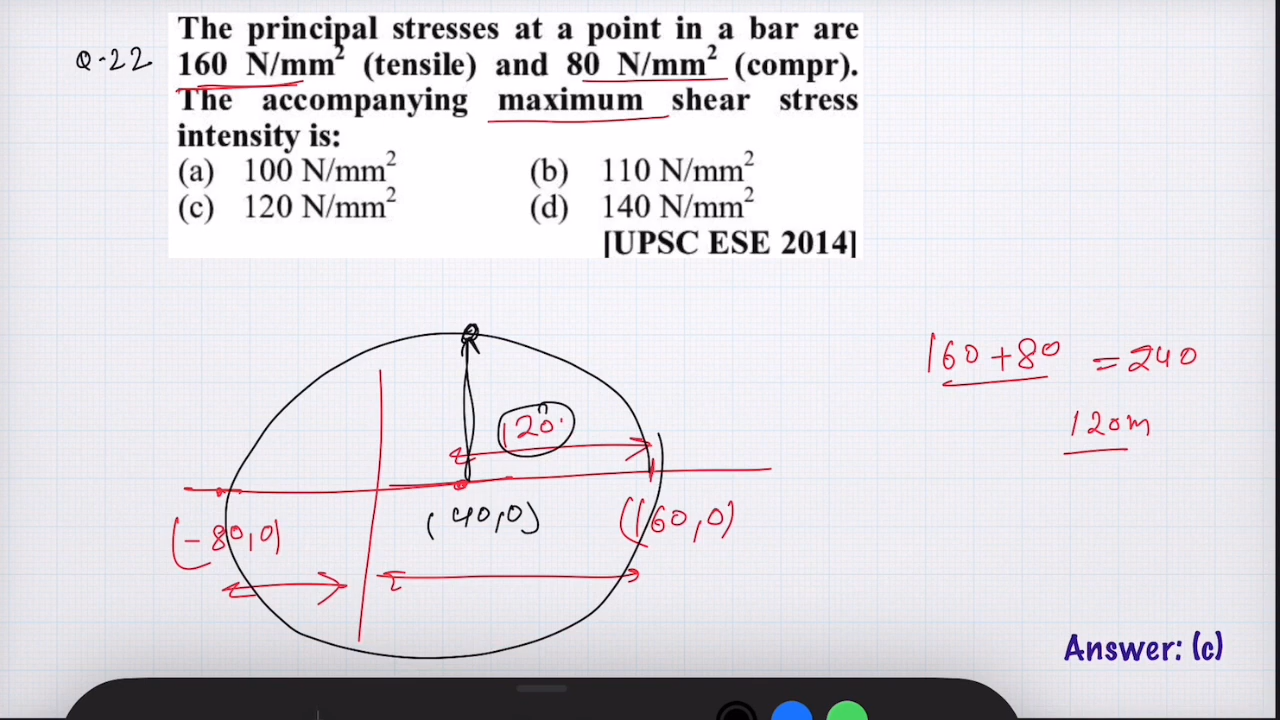 Q-22
The principal stresses at a point in a bar are
160 N/mm² (tensile) and 80 N/mm² (compr).
The accompanying maximum shear stress
intensity is:
(a) 100 N/mm² (b) 110 N/mm²
(c) 120 N/mm² (d) 140 N/mm²
[UPSC ESE 2014]
160+80 = 240
120
120m
(-80,0) (40,0) (160,0)
Answer: (c)